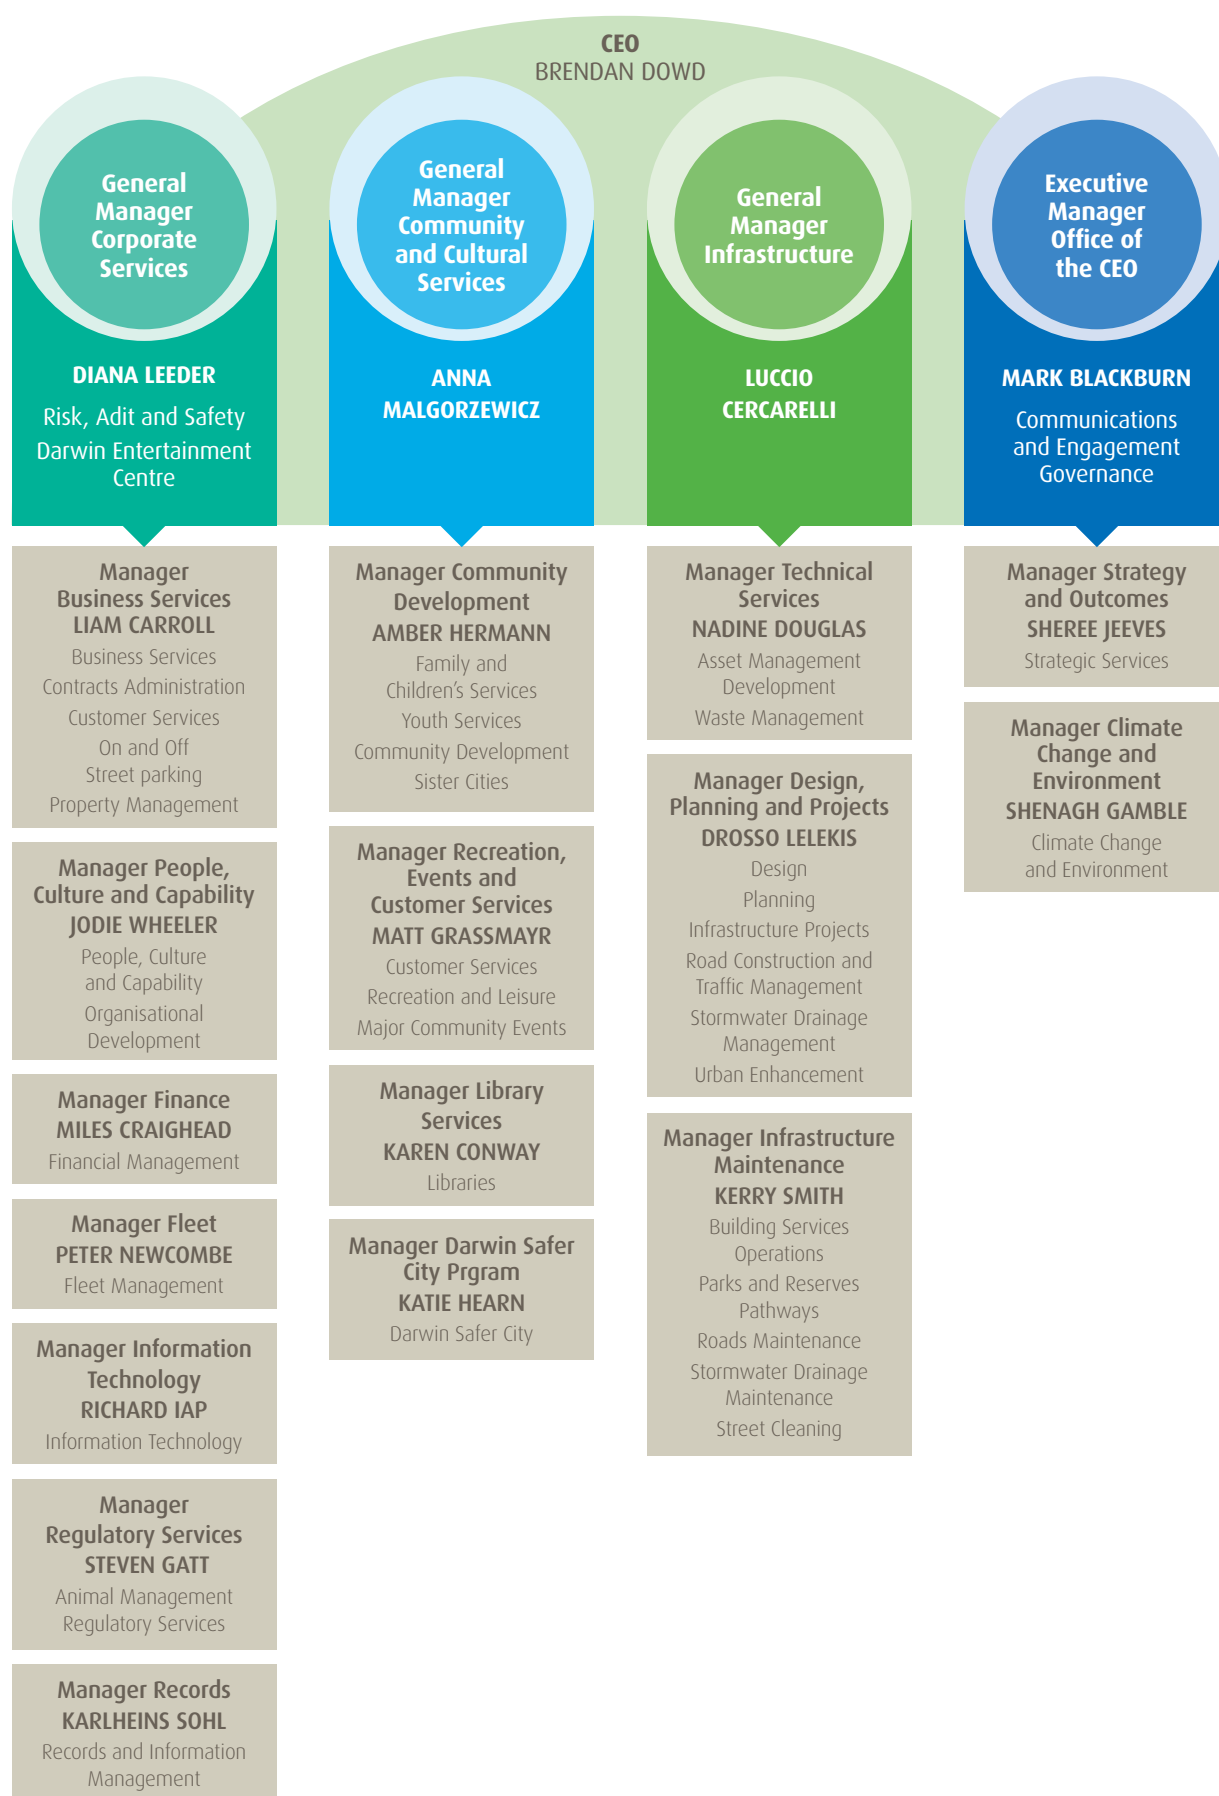 CEO
BRENDAN DOWD
General
Manager
Corporate
Services
DIANA LEEDER
Risk, Adit and Safety
Darwin Entertainment
Centre
Manager
Business Services
LIAM CARROLL
Business Services
Contracts Administration
Customer Services
On and Off
Street parking
Property Management
Manager People,
Culture and Capability
JODIE WHEELER
People, Culture
and Capability
Organisational
Development
Manager Finance
MILES CRAIGHEAD
Financial Management
Manager Fleet
PETER NEWCOMBE
Fleet Management
Manager Information
Technology
RICHARD IAP
Information Technology
Manager
Regulatory Services
STEVEN GATT
Animal Management
Regulatory Services
Manager Records
KARLHEINS SOHL
Records and Information
Management
General
Manager
Community
and Cultural
Services
ANNA
MALGORZEWICZ
Manager Community
Development
AMBER HERMANN
Family and
Children’s Services
Youth Services
Community Development
Sister Cities
Manager Recreation,
Events and
Customer Services
MATT GRASSMAYR
Customer Services
Recreation and Leisure
Major Community Events
Manager Library
Services
KAREN CONWAY
Libraries
Manager Darwin Safer
City Prgram
KATIE HEARN
Darwin Safer City
General
Manager
Infrastructure
LUCCIO
CERCARELLI
Manager Technical
Services
NADINE DOUGLAS
Asset Management
Development
Waste Management
Manager Design,
Planning and Projects
DROSSO LELEKIS
Design
Planning
Infrastructure Projects
Road Construction and
Traffic Management
Stormwater Drainage
Management
Urban Enhancement
Manager Infrastructure
Maintenance
KERRY SMITH
Building Services
Operations
Parks and Reserves
Pathways
Roads Maintenance
Stormwater Drainage
Maintenance
Street Cleaning
Executive
Manager
Office of
the CEO
MARK BLACKBURN
Communications
and Engagement
Governance
Manager Strategy
and Outcomes
SHEREE JEEVES
Strategic Services
Manager Climate
Change and
Environment
SHENAGH GAMBLE
Climate Change
and Environment